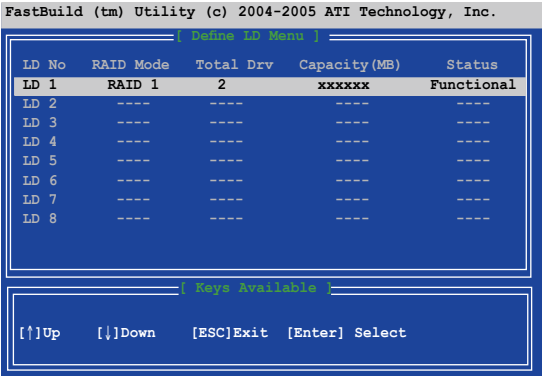 FastBuild (tm) Utility (c) 2004-2005 ATI Technology, Inc.
[ Define LD Menu ]
LD No RAID Mode Total Drv Capacity(MB) Status
LD 1 RAID 1 2 xxxxxx Functional
LD 2 ---- ---- ---- ----
LD 3 ---- ---- ---- ----
LD 4 ---- ---- ---- ----
LD 5 ---- ---- ---- ----
LD 6 ---- ---- ---- ----
LD 7 ---- ---- ---- ----
LD 8 ---- ---- ---- ----
[ Keys Available ]
[↑]Up [↓]Down [ESC]Exit [Enter] Select